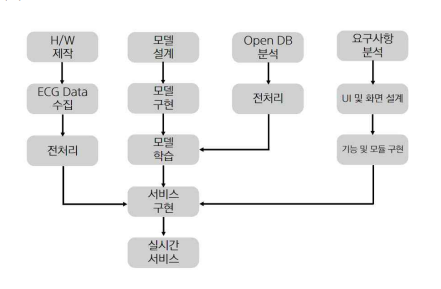 H/W
제작
모델
설계
Open DB
분석
요구사항
분석
ECG Data
수집
모델
구현
전처리
UI 및 화면 설계
전처리
모델
학습
기능 및 모듈 구현
서비스
구현
실시간
서비스